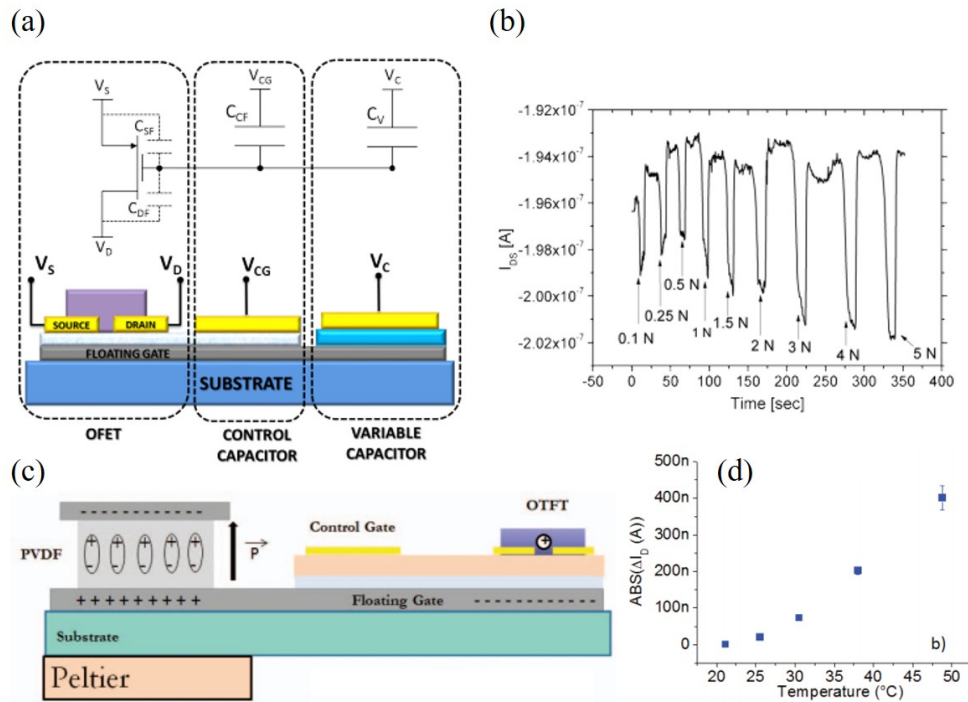 (a)
V_S
C_SF
C_DF
V_D
V_CG
C_CF
V_C
C_V
V_S
V_D
V_CG
V_C
SOURCE
DRAIN
FLOATING GATE
SUBSTRATE
OFET
CONTROL
CAPACITOR
VARIABLE
CAPACITOR
(b)
-1.92x10⁻⁷
-1.94x10⁻⁷
-1.96x10⁻⁷
-1.98x10⁻⁷
-2.00x10⁻⁷
-2.02x10⁻⁷
I_DS [A]
0.1 N
0.25 N
0.5 N
1 N
1.5 N
2 N
3 N
4 N
5 N
-50 0 50 100 150 200 250 300 350 400
Time [sec]
(c)
PVDF
- - - - - - - - - -
+ + + + +
- - - - -
P
+ + + + + + + +
Control Gate
OTFT
+
Floating Gate
- - - - - - - - - - - -
Substrate
Peltier
(d)
500n
400n
300n
200n
100n
0
ABS(ΔI_D (A))
b)
20 25 30 35 40 45 50
Temperature (°C)